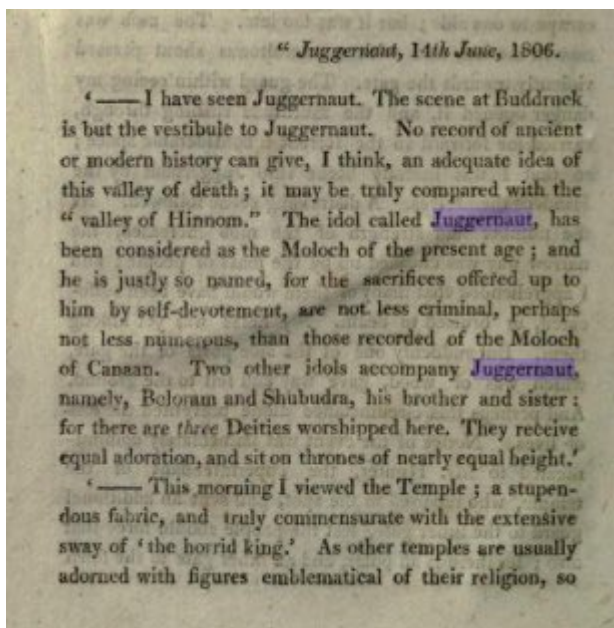 “ Juggernaut, 14th June, 1806.
‘ —— I have seen Juggernaut. The scene at Buddruck
is but the vestibule to Juggernaut. No record of ancient
or modern history can give, I think, an adequate idea of
this valley of death ; it may be truly compared with the
“ valley of Hinnom.” The idol called Juggernaut, has
been considered as the Moloch of the present age ; and
he is justly so named, for the sacrifices offered up to
him by self-devotement, are not less criminal, perhaps
not less numerous, than those recorded of the Moloch
of Canaan. Two other idols accompany Juggernaut,
namely, Boloram and Shubudra, his brother and sister :
for there are three Deities worshipped here. They receive
equal adoration, and sit on thrones of nearly equal height.’
‘ —— This morning I viewed the Temple ; a stupen-
dous fabric, and truly commensurate with the extensive
sway of ‘ the horrid king.’ As other temples are usually
adorned with figures emblematical of their religion, so